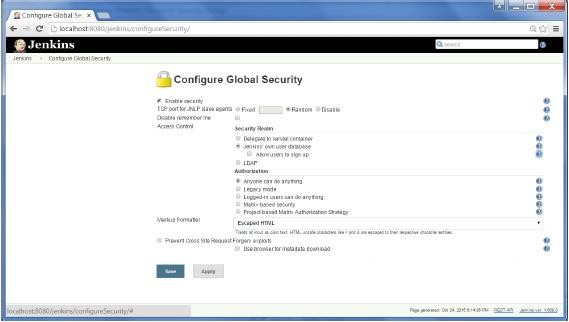 Configure Global Sec
localhost:8080/jenkins/configureSecurity/
Jenkins
search
Jenkins Configure Global Security
Configure Global Security
Enable security
TCP port for JNLP slave agents Fixed Random Disable
Disable remember me
Access Control
Security Realm
Delegate to servlet container
Jenkins' own user database
Allow users to sign up
LDAP
Authorization
Anyone can do anything
Legacy mode
Logged-in users can do anything
Matrix-based security
Project-based Matrix Authorization Strategy
Markup Formatter
Escaped HTML
Treats all input as plain text. HTML unsafe characters like < and & are escaped to their respective character entities.
Prevent Cross Site Request Forgery exploits
Use browser for metadata download
Save Apply
localhost:8080/jenkins/configureSecurity/#
Page generated: Oct 24, 2015 6:14:26 PM REST API Jenkins ver. 1.609.3